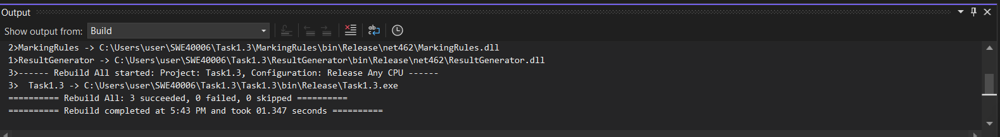 Output
Show output from: Build
2>MarkingRules -> C:\Users\user\SWE40006\Task1.3\MarkingRules\bin\Release\net462\MarkingRules.dll
1>ResultGenerator -> C:\Users\user\SWE40006\Task1.3\ResultGenerator\bin\Release\net462\ResultGenerator.dll
3>------ Rebuild All started: Project: Task1.3, Configuration: Release Any CPU ------
3>  Task1.3 -> C:\Users\user\SWE40006\Task1.3\Task1.3\bin\Release\Task1.3.exe
========== Rebuild All: 3 succeeded, 0 failed, 0 skipped ==========
========== Rebuild completed at 5:43 PM and took 01.347 seconds ==========